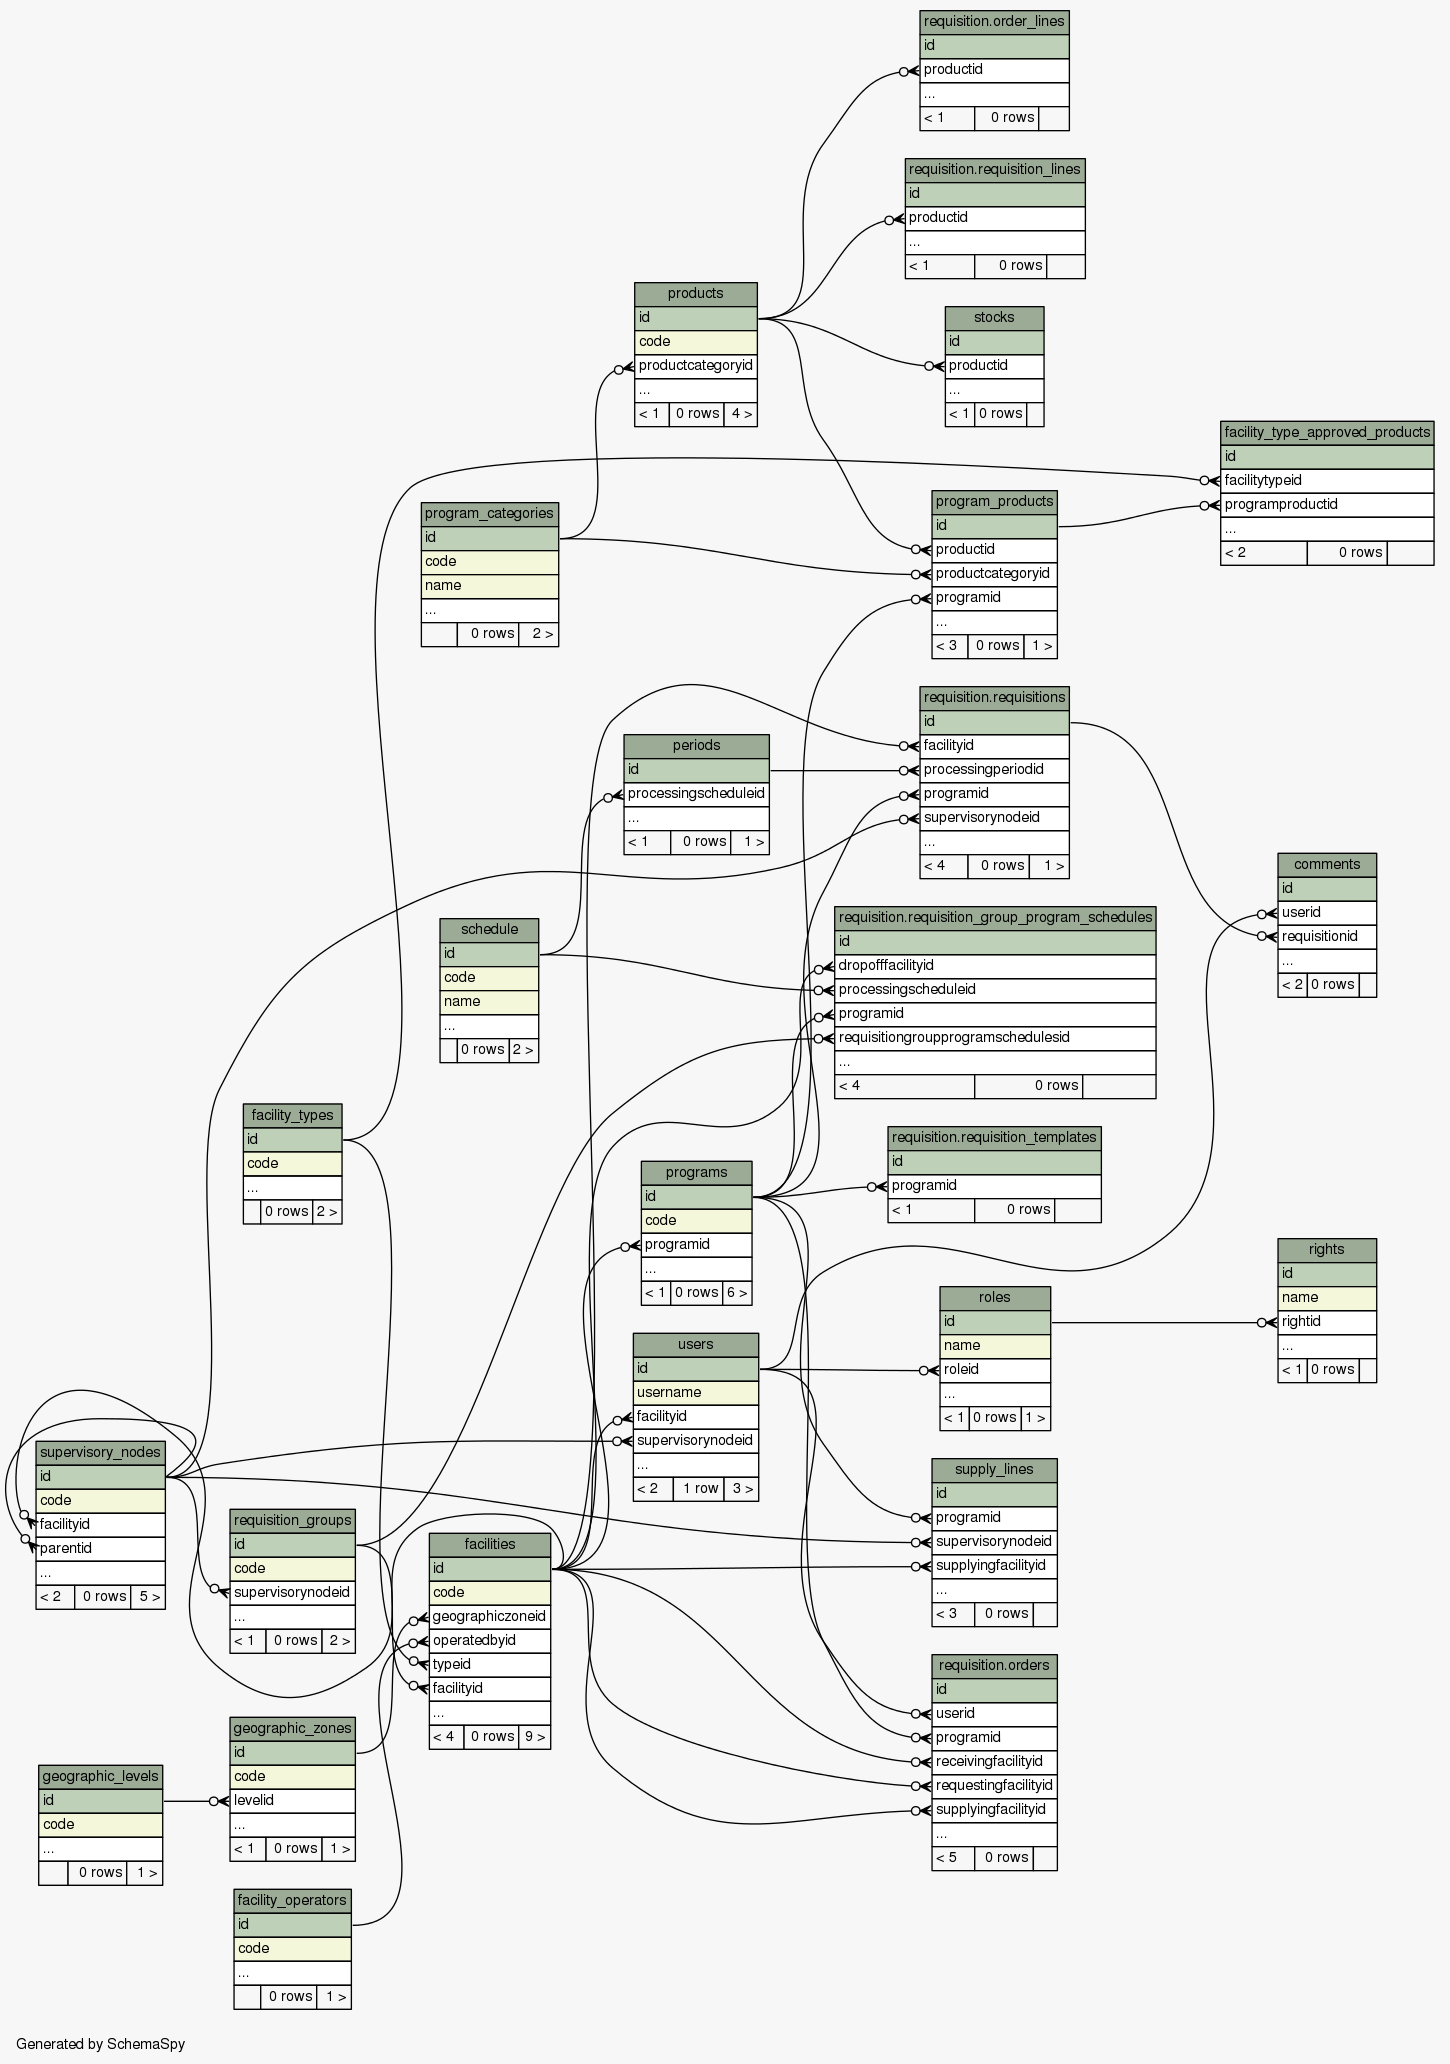 requisition.order_lines
id
productid
...
< 1 0 rows
requisition.requisition_lines
id
productid
...
< 1 0 rows
products
id
code
productcategoryid
...
< 1 0 rows 4 >
stocks
id
productid
...
< 1 0 rows
facility_type_approved_products
id
facilitytypeid
programproductid
...
< 2 0 rows
program_categories
id
code
name
...
0 rows 2 >
program_products
id
productid
productcategoryid
programid
...
< 3 0 rows 1 >
requisition.requisitions
id
facilityid
processingperiodid
programid
supervisorynodeid
...
< 4 0 rows 1 >
periods
id
processingscheduleid
...
< 1 0 rows 1 >
comments
id
userid
requisitionid
...
< 2 0 rows
schedule
id
code
name
...
0 rows 2 >
requisition.requisition_group_program_schedules
id
dropofffacilityid
processingscheduleid
programid
requisitiongroupprogramschedulesid
...
< 4 0 rows
facility_types
id
code
...
0 rows 2 >
requisition.requisition_templates
id
programid
< 1 0 rows
programs
id
code
programid
...
< 1 0 rows 6 >
rights
id
name
rightid
...
< 1 0 rows
roles
id
name
roleid
...
< 1 0 rows 1 >
users
id
username
facilityid
supervisorynodeid
...
< 2 1 row 3 >
supervisory_nodes
id
code
facilityid
parentid
...
< 2 0 rows 5 >
supply_lines
id
programid
supervisorynodeid
supplyingfacilityid
...
< 3 0 rows
requisition_groups
id
code
supervisorynodeid
...
< 1 0 rows 2 >
facilities
id
code
geographiczoneid
operatedbyid
typeid
facilityid
...
< 4 0 rows 9 >
requisition.orders
id
userid
programid
receivingfacilityid
requestingfacilityid
supplyingfacilityid
...
< 5 0 rows
geographic_zones
id
code
levelid
...
< 1 0 rows 1 >
geographic_levels
id
code
...
0 rows 1 >
facility_operators
id
code
...
0 rows 1 >
Generated by SchemaSpy